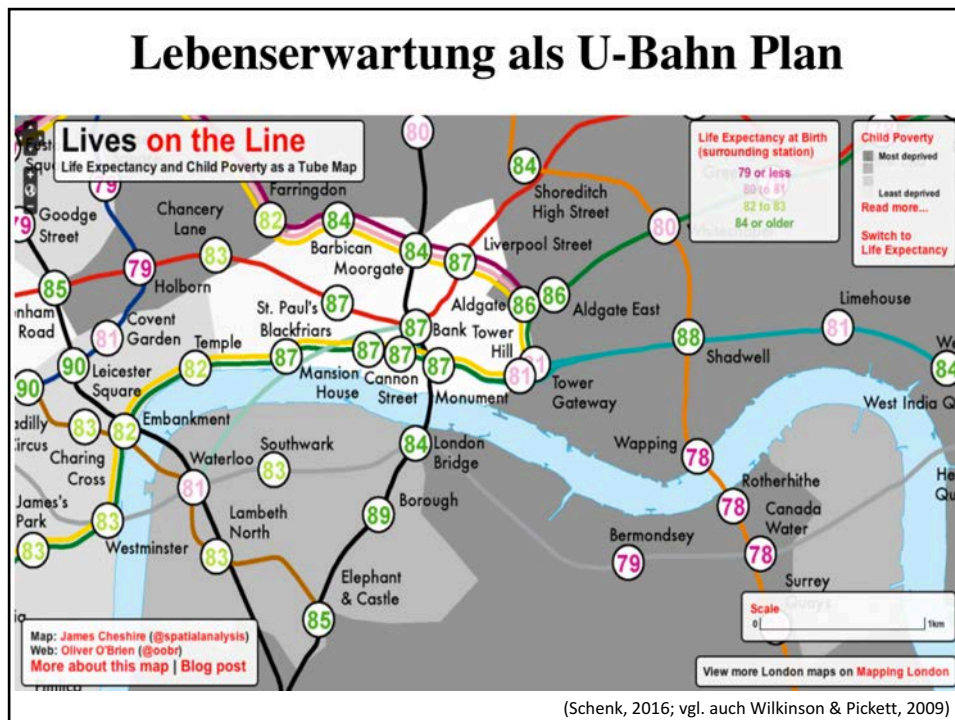 Lebenserwartung als U-Bahn Plan
Lives on the Line
Life Expectancy and Child Poverty as a Tube Map
Life Expectancy at Birth
(surrounding station)
79 or less
80 to 81
82 to 83
84 or older
Child Poverty
Most deprived
Least deprived
Read more...
Switch to
Life Expectancy
80
79
Farringdon
82
84
Barbican
Moorgate
84
87
Liverpool Street
84
Shoreditch
High Street
80
79
Goodge
Street
Chancery
Lane
83
79
Holborn
85
Road
St. Paul's
87
Aldgate
86
86
Aldgate East
Limehouse
81
Covent
Garden
81
Temple
82
Blackfriars
87
Mansion
House
87
87
Cannon
Street
87
Bank
87
Monument
Tower
Hill
81
81
Tower
Gateway
88
Shadwell
84
West India
90
Leicester
Square
90
Circus
83
Charing
Cross
82
Embankment
Waterloo
81
Southwark
83
84
London
Bridge
Wapping
78
Rotherhithe
78
Canada
Water
78
Surrey
Quays
James's
Park
83
83
Westminster
Lambeth
North
83
89
Borough
Bermondsey
79
Elephant
& Castle
85
Map: James Cheshire (@spatialanalysis)
Web: Oliver O'Brien (@oobr)
More about this map | Blog post
Scale
0
1km
View more London maps on Mapping London
(Schenk, 2016; vgl. auch Wilkinson & Pickett, 2009)